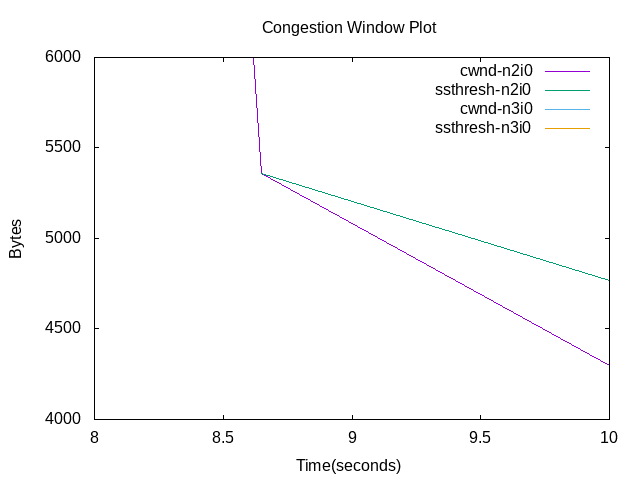 Congestion Window Plot
6000
cwnd-n2i0
ssthresh-n2i0
cwnd-n3i0
ssthresh-n3i0
5500
5000
4500
4000
Bytes
8
8.5
9
9.5
10
Time(seconds)